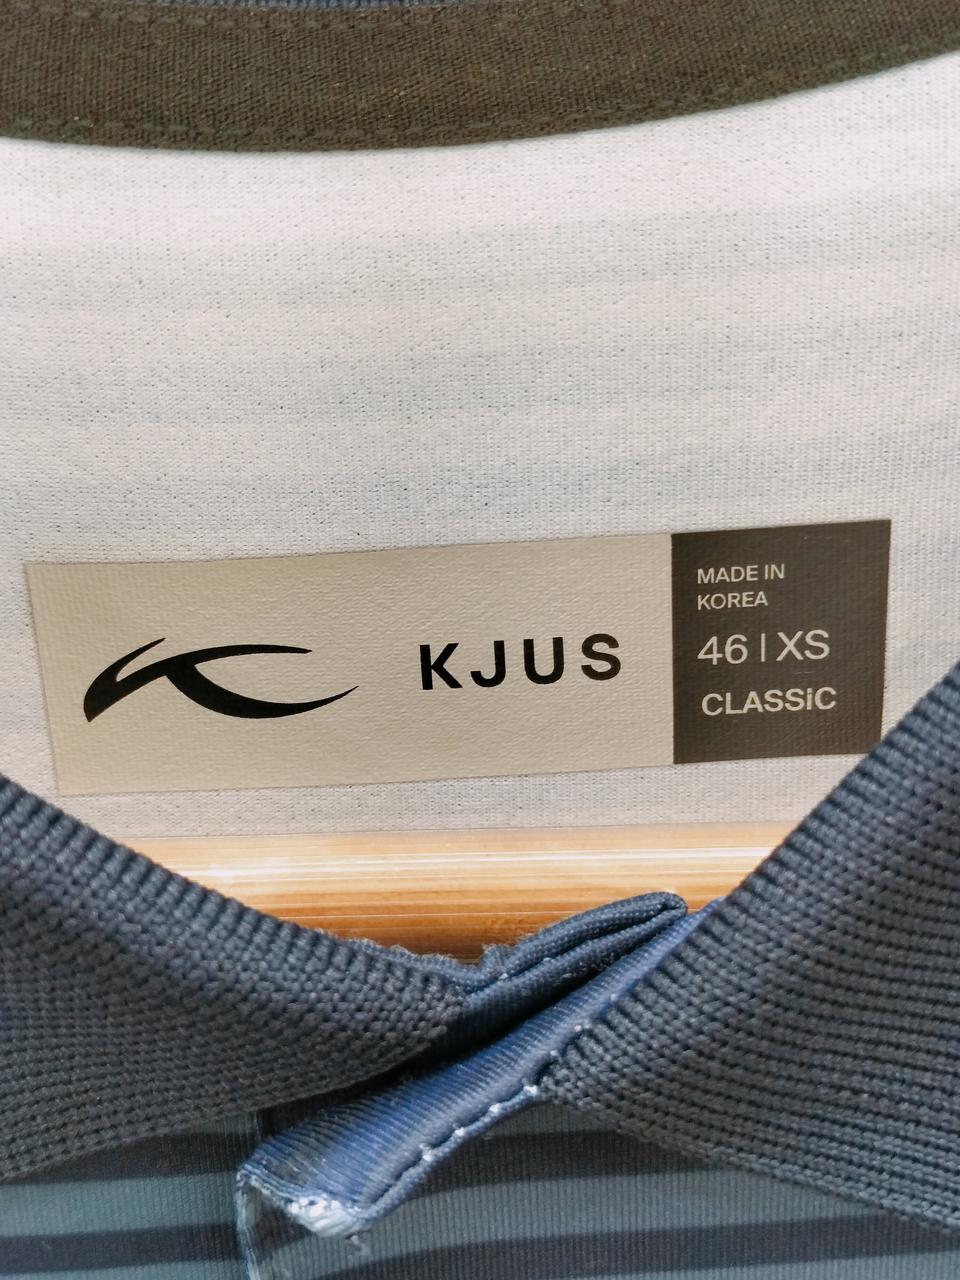 KJUS
MADE IN
KOREA
46 | XS
CLASSiC